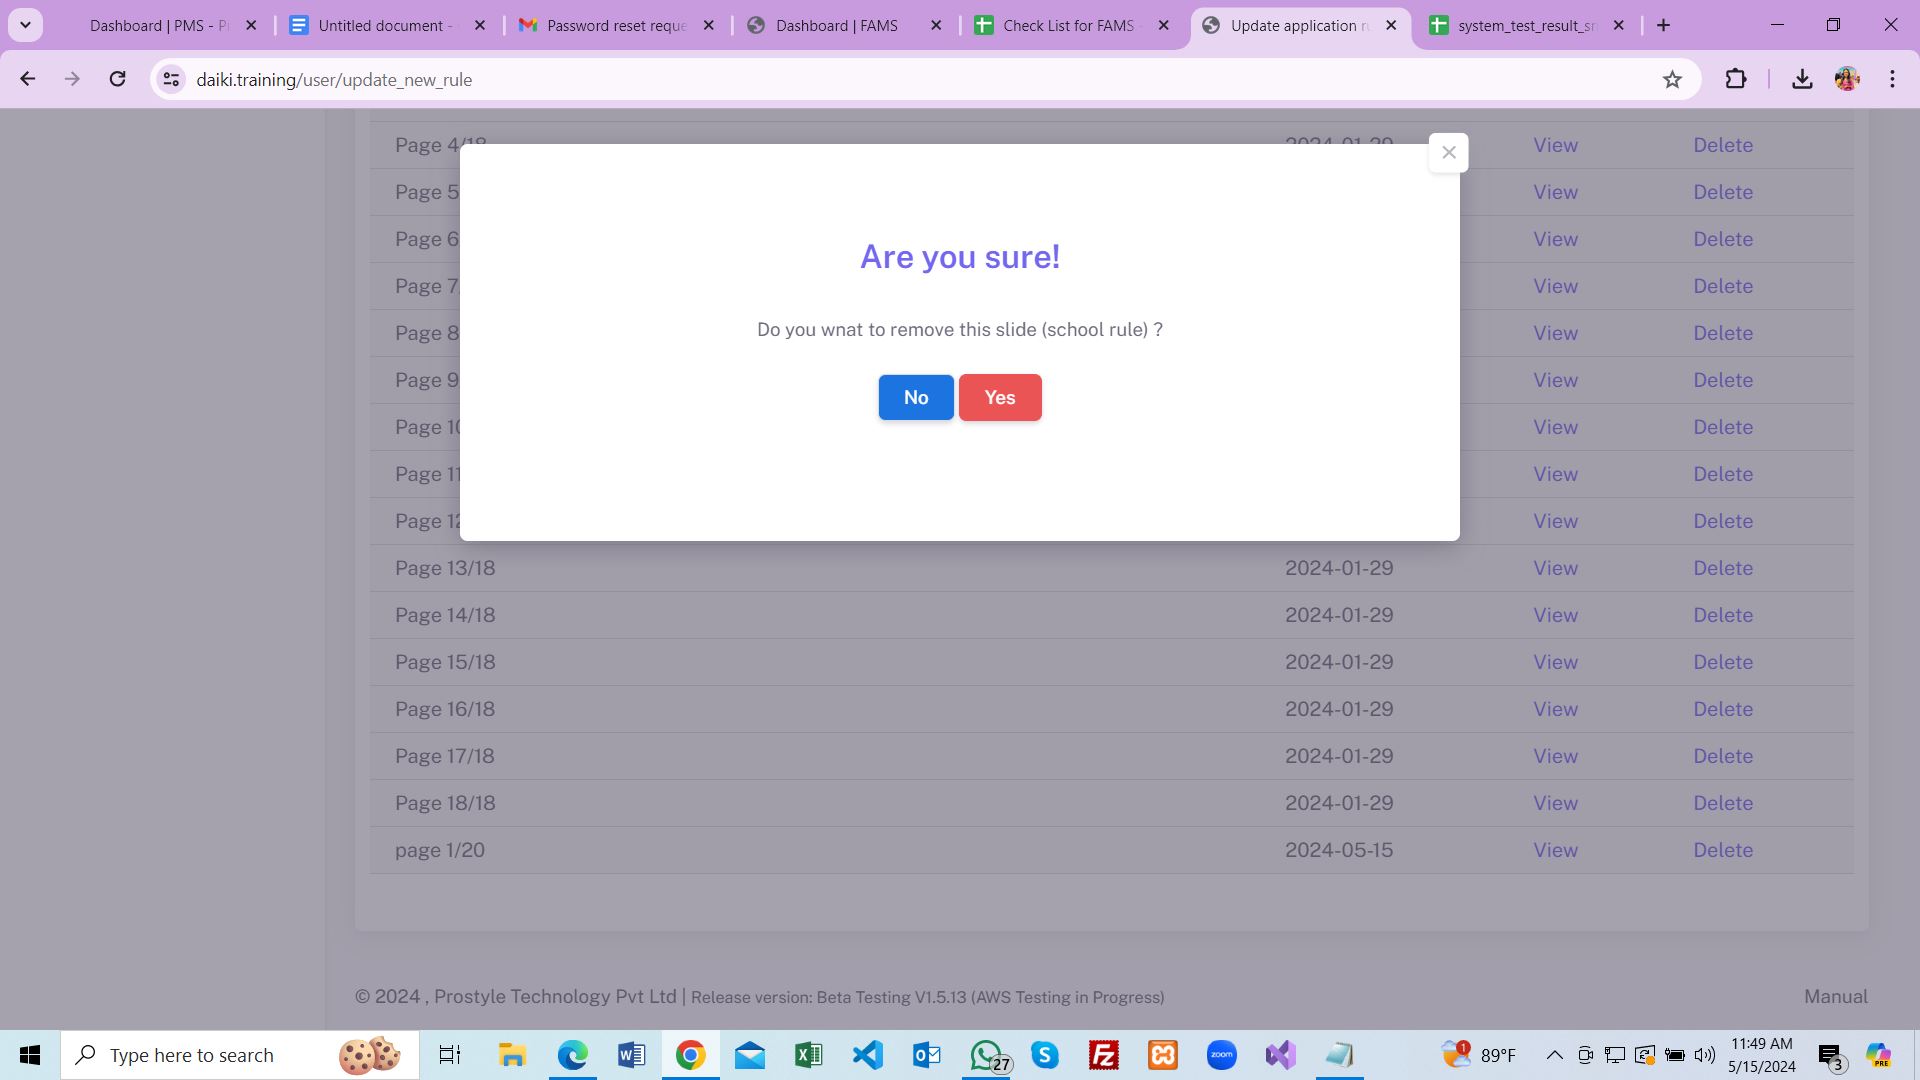 Dashboard | PMS - P
Untitled document -
Password reset reque
Dashboard | FAMS
Check List for FAMS -
Update application ru
system_test_result_sm
daiki.training/user/update_new_rule
Page 4/18 2024-01-29 View Delete
Page 5 View Delete
Page 6 View Delete
Page 7/ View Delete
Page 8 View Delete
Page 9 View Delete
Page 10 View Delete
Page 11 View Delete
Page 12 View Delete
Are you sure!
Do you wnat to remove this slide (school rule) ?
No Yes
Page 13/18 2024-01-29 View Delete
Page 14/18 2024-01-29 View Delete
Page 15/18 2024-01-29 View Delete
Page 16/18 2024-01-29 View Delete
Page 17/18 2024-01-29 View Delete
Page 18/18 2024-01-29 View Delete
page 1/20 2024-05-15 View Delete
© 2024 , Prostyle Technology Pvt Ltd | Release version: Beta Testing V1.5.13 (AWS Testing in Progress) Manual
Type here to search
27
zoom
1
89°F
11:49 AM
5/15/2024
3
PRE